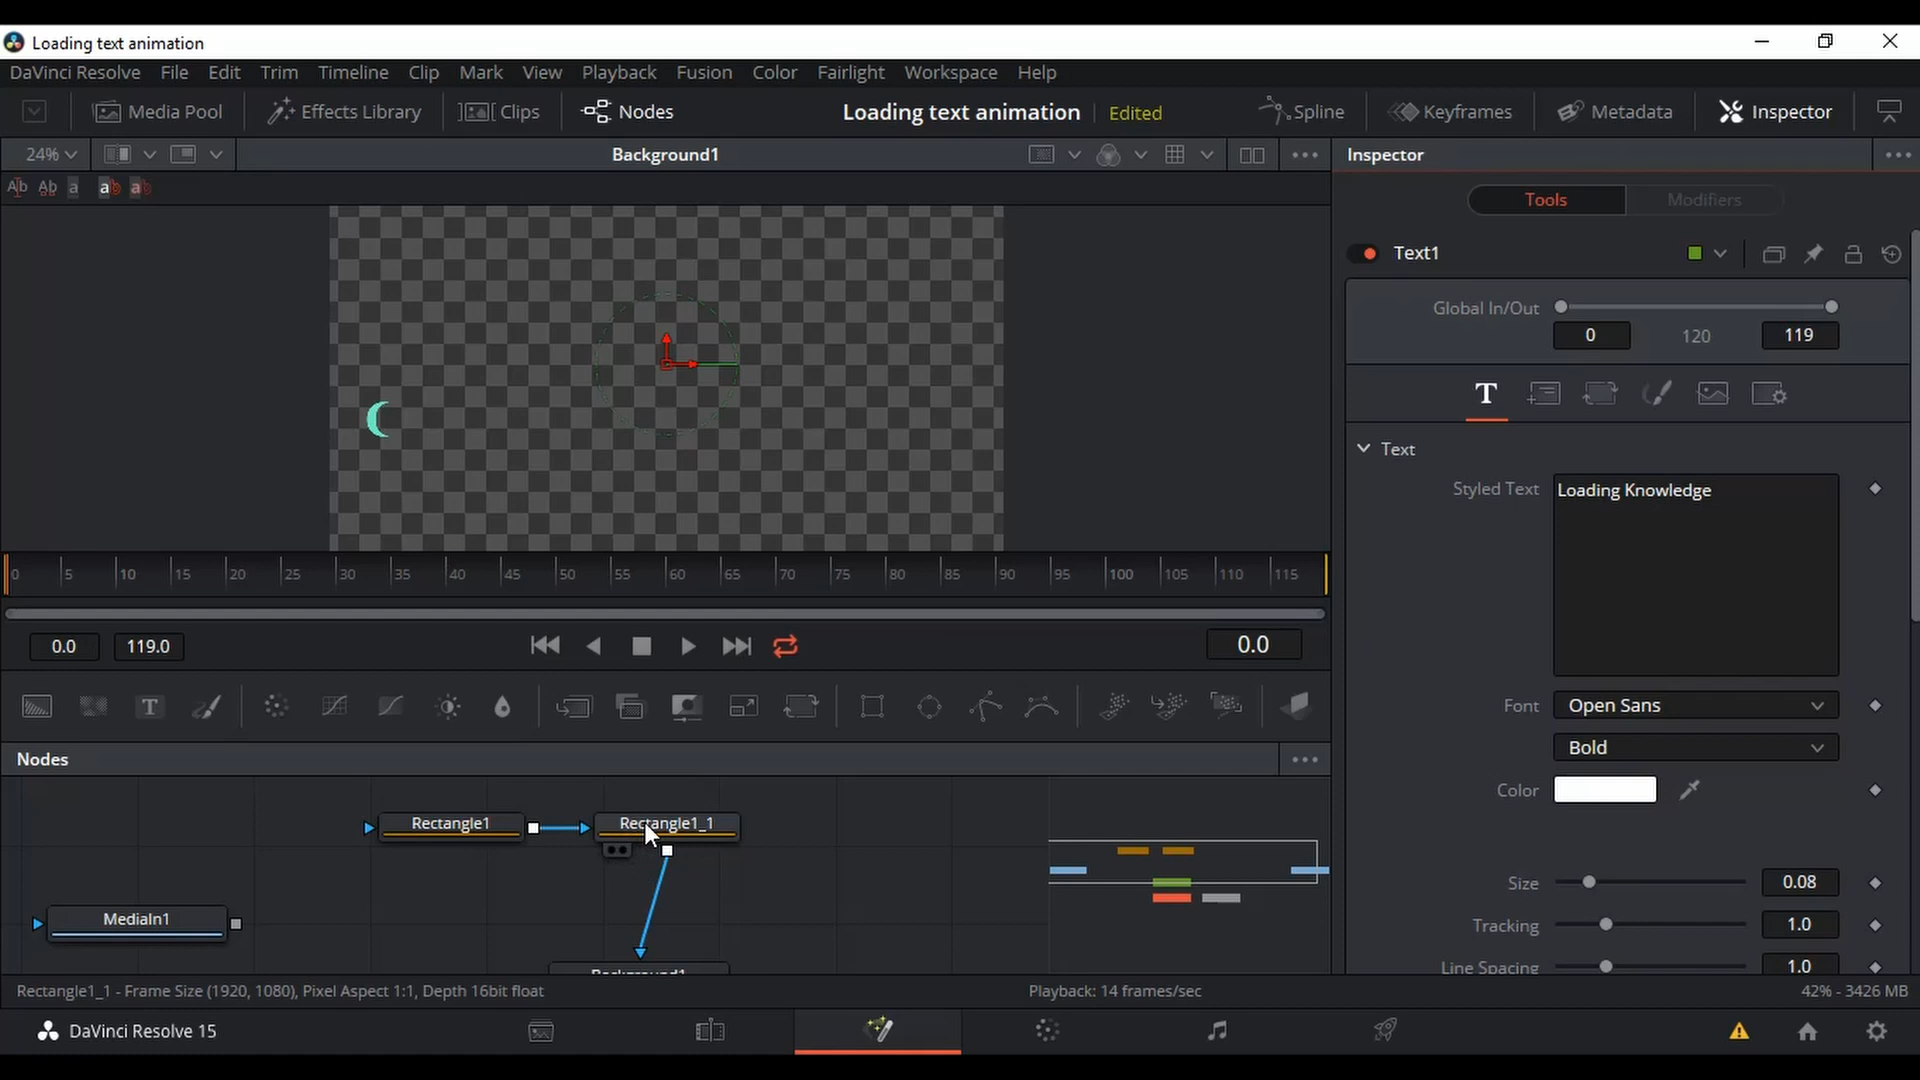 Loading text animation
DaVinci Resolve File Edit Trim Timeline Clip Mark View Playback Fusion Color Fairlight Workspace Help
Media Pool Effects Library Clips Nodes Loading text animation Edited Spline Keyframes Metadata Inspector
24% Background1 Inspector
Ab Ab a ab ab
Tools Modifiers
Text1
Global In/Out
0 120 119
T
Text
Styled Text Loading Knowledge
0 5 10 15 20 25 30 35 40 45 50 55 60 65 70 75 80 85 90 95 100 105 110 115
0.0 119.0 0.0
Font Open Sans
T
Bold
Nodes
Color
Rectangle1 Rectangle1_1
Size 0.08
MediaIn1
Tracking 1.0
Line Spacing 1.0
Background1
Rectangle1_1 - Frame Size (1920, 1080), Pixel Aspect 1:1, Depth 16bit float Playback: 14 frames/sec 42% - 3426 MB
DaVinci Resolve 15